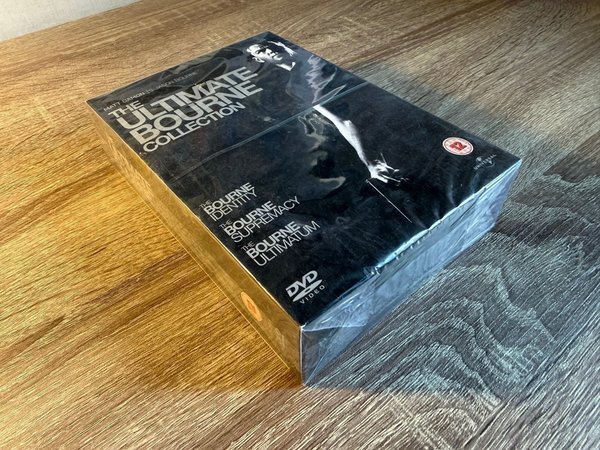 MATT DAMON IS JASON BOURNE
THE
ULTIMATE
BOURNE
COLLECTION
THE
BOURNE
IDENTITY
THE
BOURNE
SUPREMACY
THE
BOURNE
ULTIMATUM
DVD
VIDEO
12
UNIVERSAL